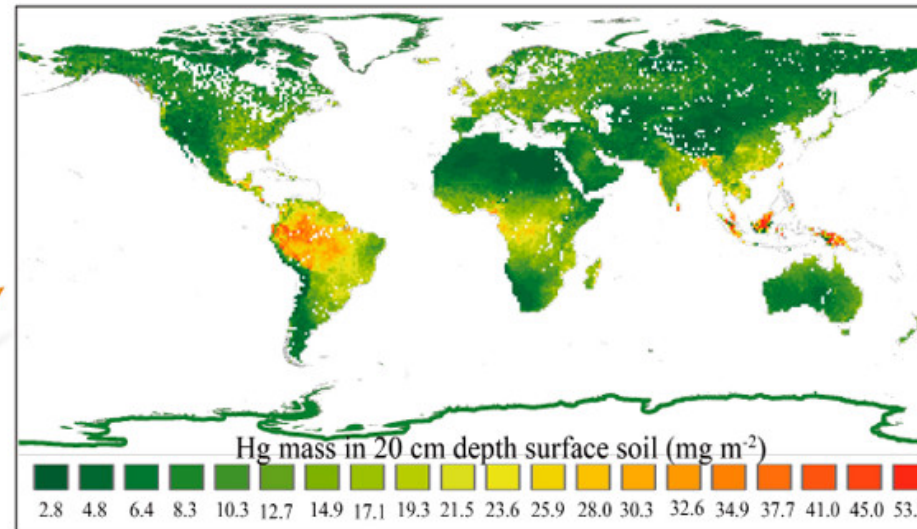 Hg mass in 20 cm depth surface soil (mg m⁻²)
2.8 4.8 6.4 8.3 10.3 12.7 14.9 17.1 19.3 21.5 23.6 25.9 28.0 30.3 32.6 34.9 37.7 41.0 45.0 53.